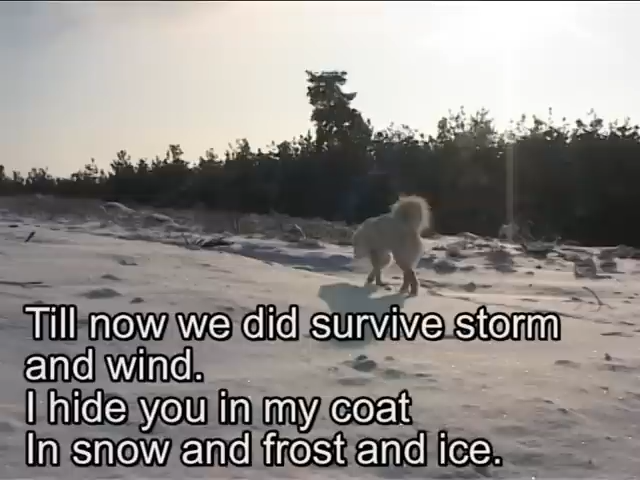 Till now we did survive storm
and wind.
I hide you in my coat
In snow and frost and ice.